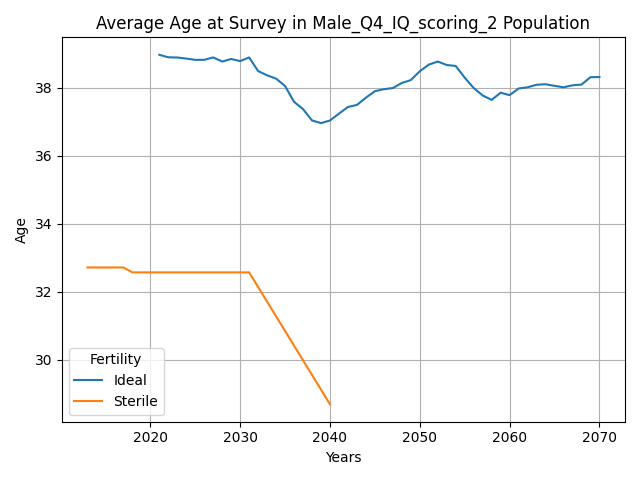 Average Age at Survey in Male_Q4_IQ_scoring_2 Population
Age
38
36
34
32
30
Fertility
Ideal
Sterile
2020 2030 2040 2050 2060 2070
Years